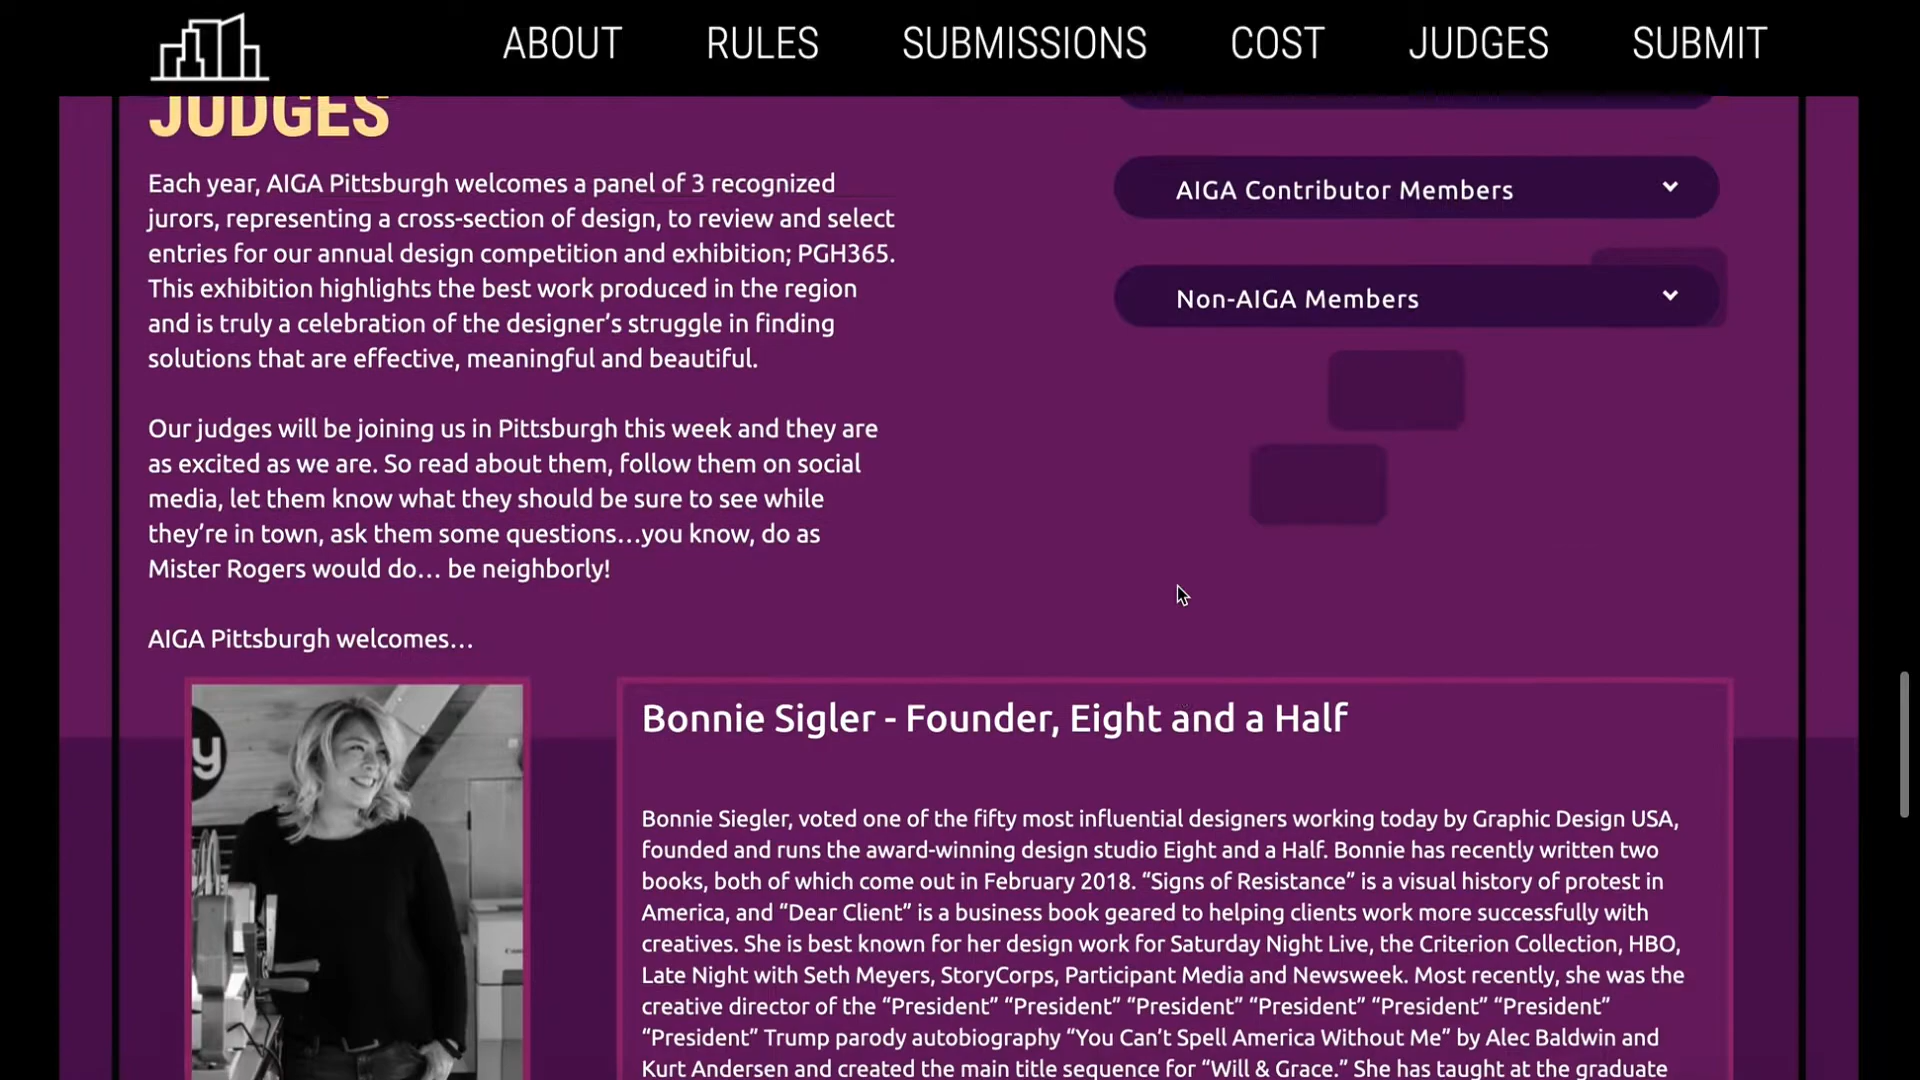 ABOUT RULES SUBMISSIONS COST JUDGES SUBMIT
JUDGES
Each year, AIGA Pittsburgh welcomes a panel of 3 recognized
jurors, representing a cross-section of design, to review and select
entries for our annual design competition and exhibition; PGH365.
This exhibition highlights the best work produced in the region
and is truly a celebration of the designer’s struggle in finding
solutions that are effective, meaningful and beautiful.
Our judges will be joining us in Pittsburgh this week and they are
as excited as we are. So read about them, follow them on social
media, let them know what they should be sure to see while
they’re in town, ask them some questions…you know, do as
Mister Rogers would do… be neighborly!
AIGA Pittsburgh welcomes…
AIGA Contributor Members
Non-AIGA Members
y
Bonnie Sigler - Founder, Eight and a Half
Bonnie Siegler, voted one of the fifty most influential designers working today by Graphic Design USA,
founded and runs the award-winning design studio Eight and a Half. Bonnie has recently written two
books, both of which come out in February 2018. “Signs of Resistance” is a visual history of protest in
America, and “Dear Client” is a business book geared to helping clients work more successfully with
creatives. She is best known for her design work for Saturday Night Live, the Criterion Collection, HBO,
Late Night with Seth Meyers, StoryCorps, Participant Media and Newsweek. Most recently, she was the
creative director of the “President” “President” “President” “President” “President” “President”
“President” Trump parody autobiography “You Can’t Spell America Without Me” by Alec Baldwin and
Kurt Andersen and created the main title sequence for “Will & Grace.” She has taught at the graduate